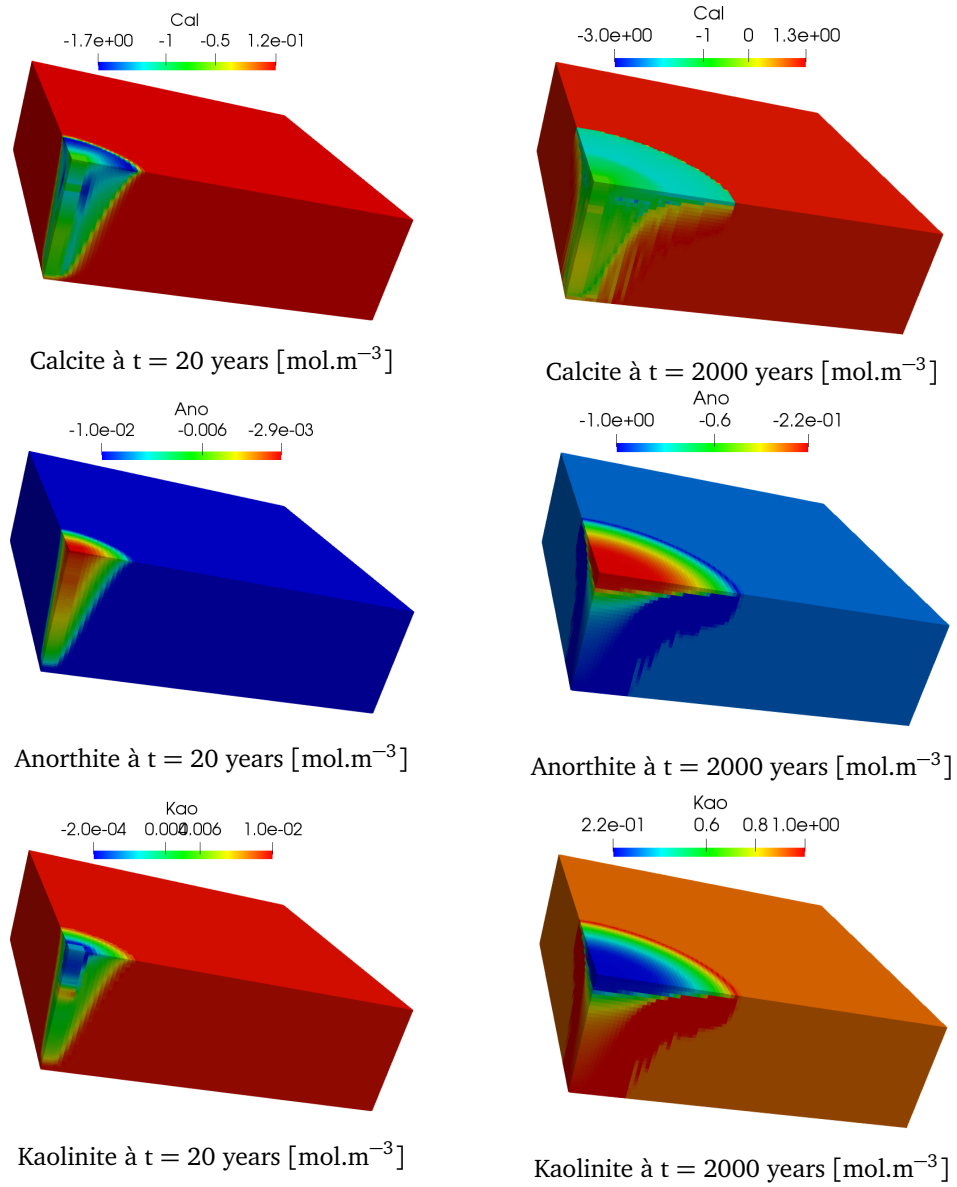 Cal
-1.7e+00 -1 -0.5 1.2e-01
Cal
-3.0e+00 -1 0 1.3e+00
Calcite à t = 20 years [mol.m−3]
Calcite à t = 2000 years [mol.m−3]
Ano
-1.0e-02 -0.006 -2.9e-03
Ano
-1.0e+00 -0.6 -2.2e-01
Anorthite à t = 20 years [mol.m−3]
Anorthite à t = 2000 years [mol.m−3]
Kao
-2.0e-04 0.006 1.0e-02
Kao
2.2e-01 0.6 0.8 1.0e+00
Kaolinite à t = 20 years [mol.m−3]
Kaolinite à t = 2000 years [mol.m−3]